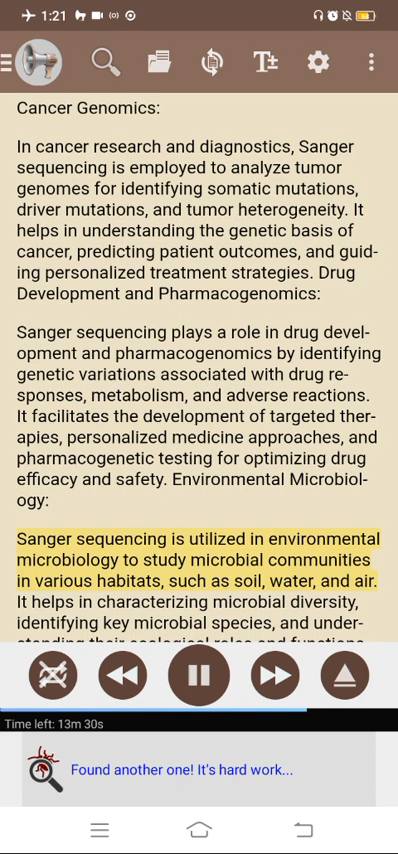 1:21
T±
Cancer Genomics:
In cancer research and diagnostics, Sanger
sequencing is employed to analyze tumor
genomes for identifying somatic mutations,
driver mutations, and tumor heterogeneity. It
helps in understanding the genetic basis of
cancer, predicting patient outcomes, and guid-
ing personalized treatment strategies. Drug
Development and Pharmacogenomics:
Sanger sequencing plays a role in drug devel-
opment and pharmacogenomics by identifying
genetic variations associated with drug re-
sponses, metabolism, and adverse reactions.
It facilitates the development of targeted ther-
apies, personalized medicine approaches, and
pharmacogenetic testing for optimizing drug
efficacy and safety. Environmental Microbiol-
ogy:
Sanger sequencing is utilized in environmental
microbiology to study microbial communities
in various habitats, such as soil, water, and air.
It helps in characterizing microbial diversity,
identifying key microbial species, and under-
standing their ecological roles and functions
Time left: 13m 30s
Found another one! It's hard work...